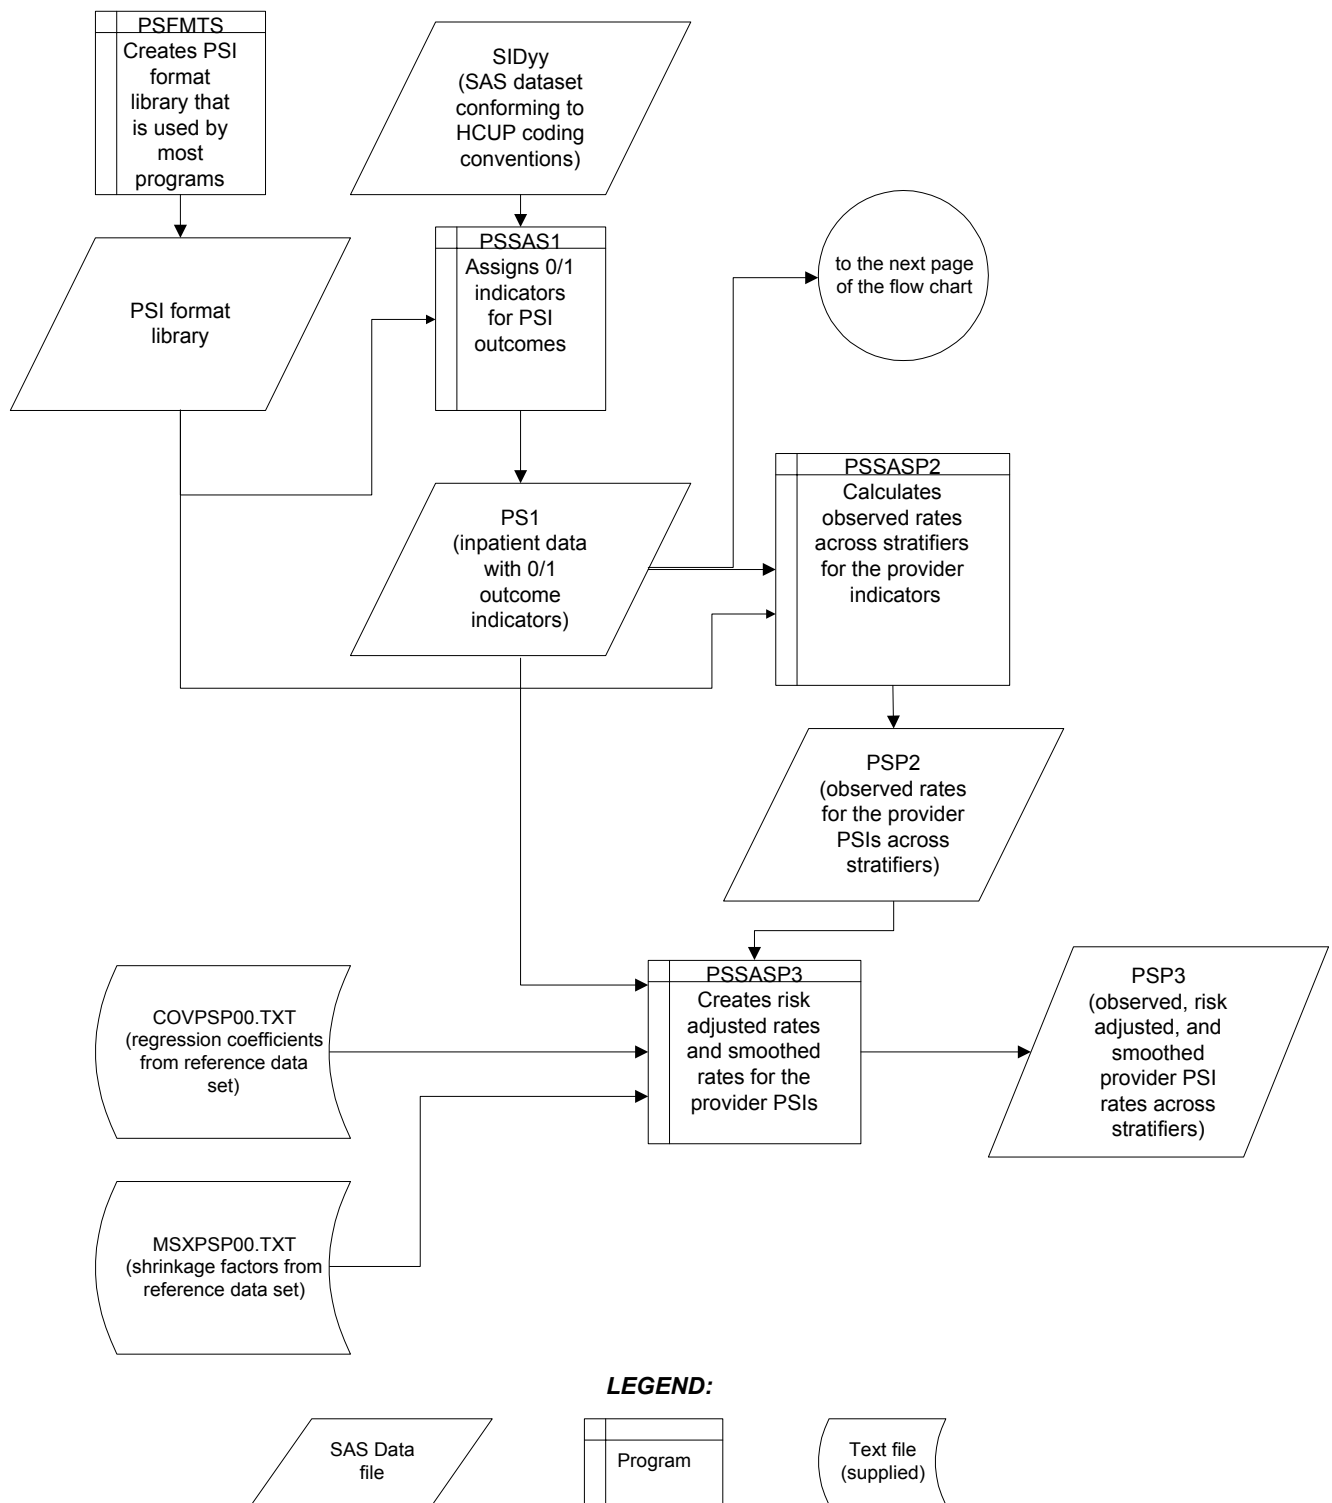 PSFMTS
Creates PSI
format
library that
is used by
most
programs
SIDyy
(SAS dataset
conforming to
HCUP coding
conventions)
PSSAS1
Assigns 0/1
indicators
for PSI
outcomes
to the next page
of the flow chart
PSI format
library
PSSASP2
Calculates
observed rates
across stratifiers
for the provider
indicators
PS1
(inpatient data
with 0/1
outcome
indicators)
PSP2
(observed rates
for the provider
PSIs across
stratifiers)
PSSASP3
Creates risk
adjusted rates
and smoothed
rates for the
provider PSIs
PSP3
(observed, risk
adjusted, and
smoothed
provider PSI
rates across
stratifiers)
COVPSP00.TXT
(regression coefficients
from reference data
set)
MSXPSP00.TXT
(shrinkage factors from
reference data set)
LEGEND:
SAS Data
file
Program
Text file
(supplied)